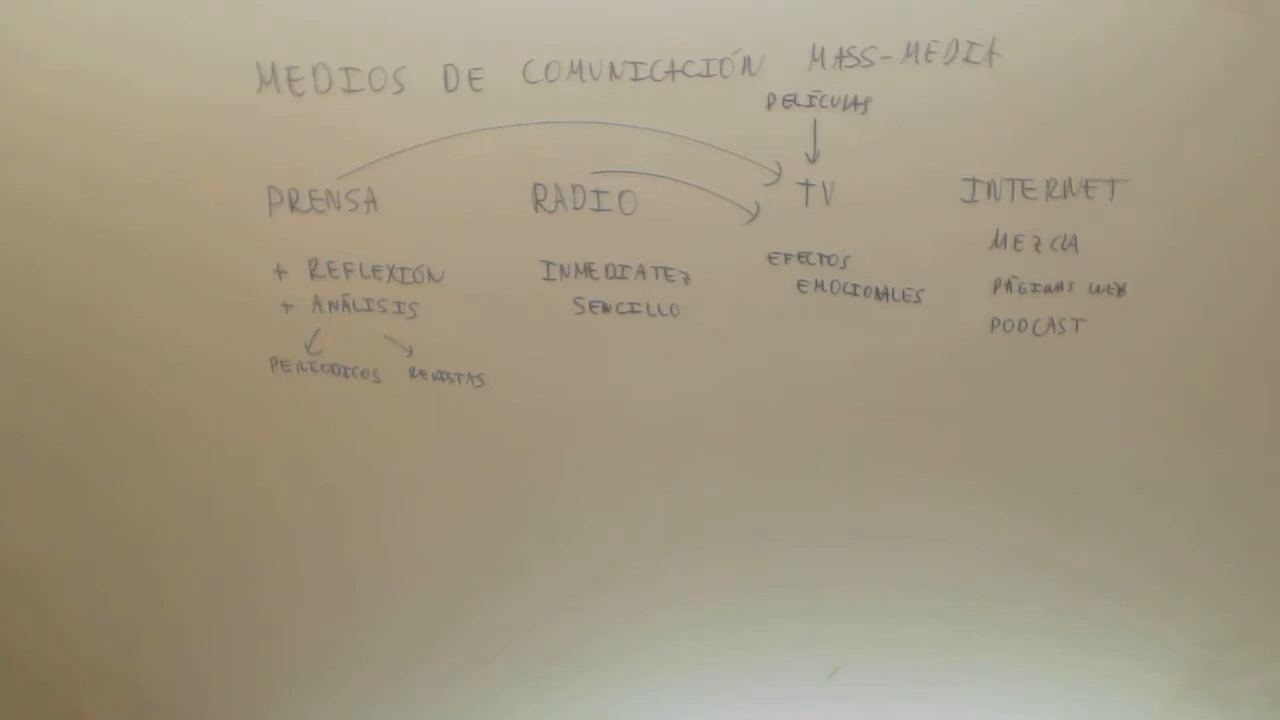 MEDIOS DE COMUNICACIÓN MASS-MEDIA
PELÍCULAS
PRENSA RADIO TV INTERNET
+ REFLEXIÓN
+ ANÁLISIS
PERIODICOS REVISTAS
INMEDIATEZ
SENCILLO
EFECTOS
EMOCIONALES
MEZCLA
PÁGINAS WEB
PODCAST